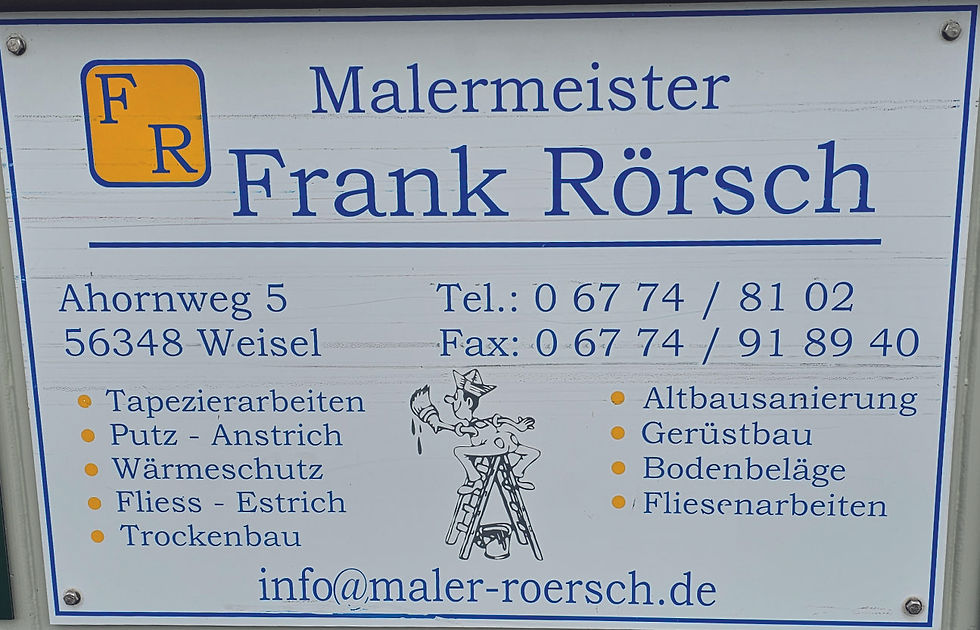 F
R
Malermeister
Frank Rörsch
Ahornweg 5
56348 Weisel
Tel.: 0 67 74 / 81 02
Fax: 0 67 74 / 91 89 40
Tapezierarbeiten
Putz - Anstrich
Wärmeschutz
Fliess - Estrich
Trockenbau
Altbausanierung
Gerüstbau
Bodenbeläge
Fliesenarbeiten
info@maler-roersch.de